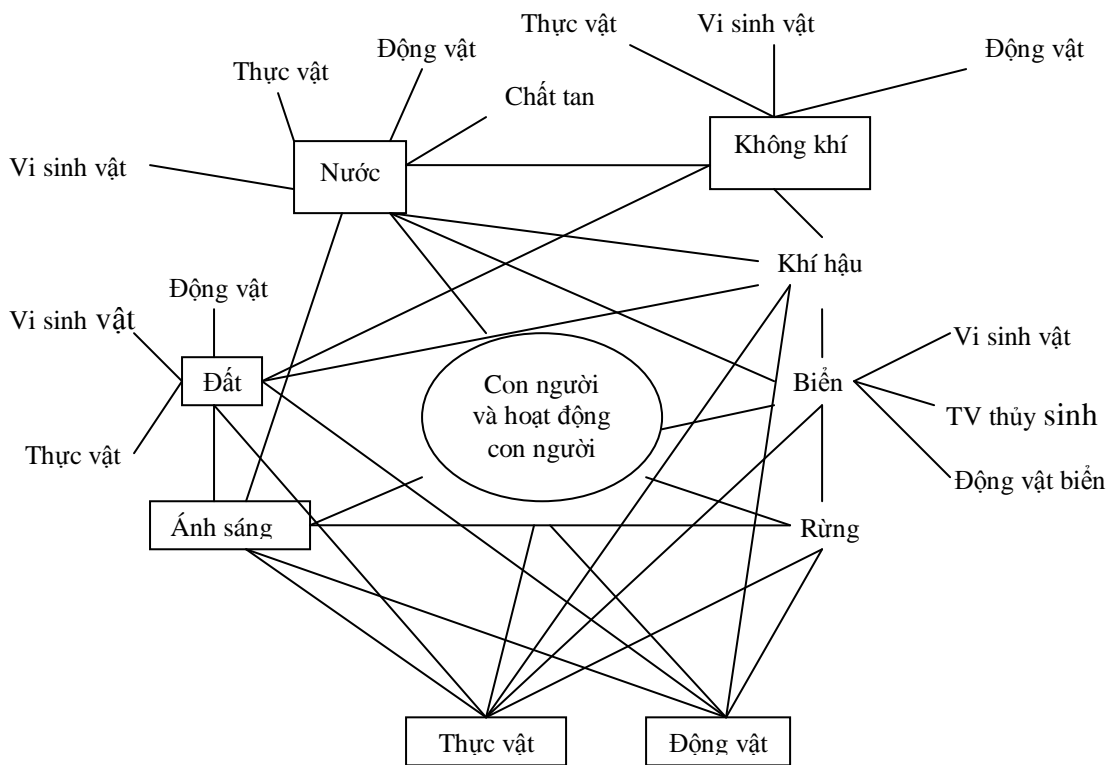 Thực vật
Vi sinh vật
Động vật
Động vật
Thực vật
Chất tan
Không khí
Nước
Vi sinh vật
Khí hậu
Động vật
Vi sinh vật
Vi sinh vật
Đất
Con người
và hoạt động
con người
Biển
TV thủy sinh
Thực vật
Động vật biển
Ánh sáng
Rừng
Thực vật
Động vật